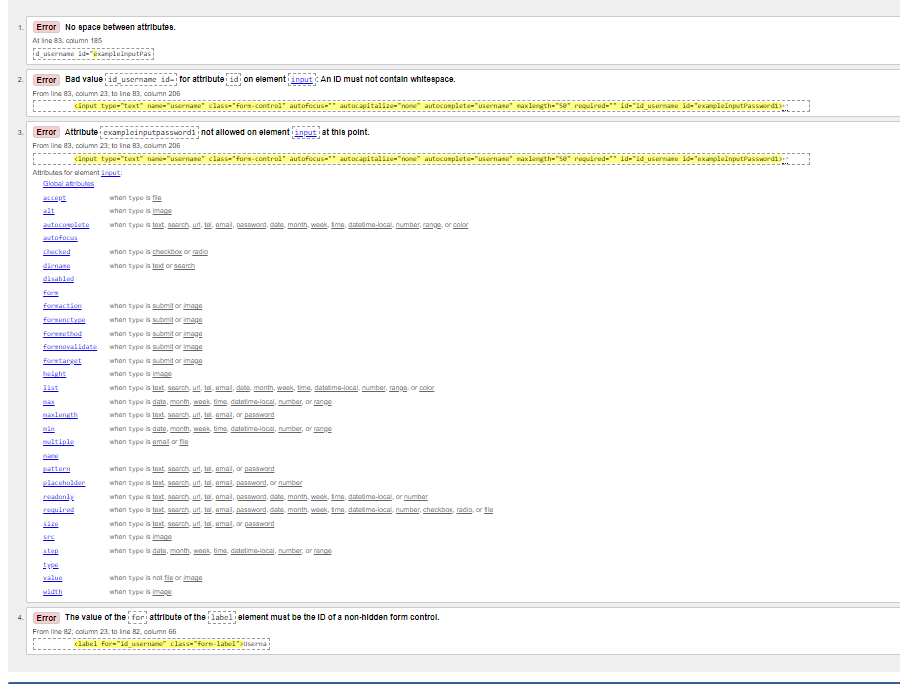 1. Error No space between attributes.
At line 83, column 185
d_username id="exampleInputPas
2. Error Bad value id_username id= for attribute id on element input: An ID must not contain whitespace.
From line 83, column 23; to line 83, column 206
<input type="text" name="username" class="form-control" autofocus="" autocapitalize="none" autocomplete="username" maxlength="50" required="" id="id_username id="exampleInputPassword1>↩
3. Error Attribute exampleinputpassword1 not allowed on element input at this point.
From line 83, column 23; to line 83, column 206
<input type="text" name="username" class="form-control" autofocus="" autocapitalize="none" autocomplete="username" maxlength="50" required="" id="id_username id="exampleInputPassword1>↩
Attributes for element input:
Global attributes
accept when type is file
alt when type is image
autocomplete when type is text, search, url, tel, email, password, date, month, week, time, datetime-local, number, range, or color
autofocus
checked when type is checkbox or radio
dirname when type is text or search
disabled
form
formaction when type is submit or image
formenctype when type is submit or image
formmethod when type is submit or image
formnovalidate when type is submit or image
formtarget when type is submit or image
height when type is image
list when type is text, search, url, tel, email, date, month, week, time, datetime-local, number, range, or color
max when type is date, month, week, time, datetime-local, number, or range
maxlength when type is text, search, url, tel, email, or password
min when type is date, month, week, time, datetime-local, number, or range
multiple when type is email or file
name
pattern when type is text, search, url, tel, email, or password
placeholder when type is text, search, url, tel, email, password, or number
readonly when type is text, search, url, tel, email, password, date, month, week, time, datetime-local, or number
required when type is text, search, url, tel, email, password, date, month, week, time, datetime-local, number, checkbox, radio, or file
size when type is text, search, url, tel, email, or password
src when type is image
step when type is date, month, week, time, datetime-local, number, or range
type
value when type is not file or image
width when type is image
4. Error The value of the for attribute of the label element must be the ID of a non-hidden form control.
From line 82, column 23; to line 82, column 66
<label for="id_username" class="form-label">Userna